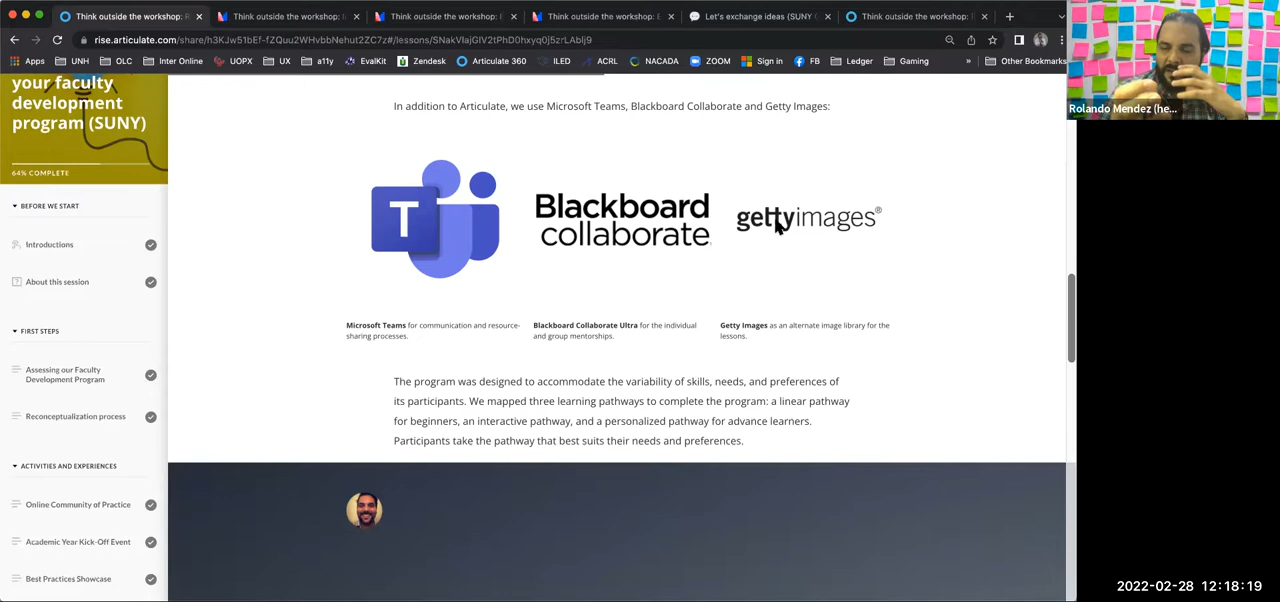 Think outside the workshop: R
Think outside the workshop: (
Think outside the workshop: 
Think outside the workshop: 
Let's exchange ideas (SUNY C
Think outside the workshop: R
rise.articulate.com/share/
Apps
UNH
OLC
Inter Online
UOPX
UX
a11y
EvalKit
Zendesk
Articulate 360
ILED
ACRL
NACADA
ZOOM
Sign in
FB
Ledger
Gaming
»
Other Bookmarks
Rolando Mendez (he...
your faculty
development
program (SUNY)
64% COMPLETE
BEFORE WE START
Introductions
About this session
FIRST STEPS
Assessing our Faculty
Development Program
Reconceptualization process
ACTIVITIES AND EXPERIENCES
Online Community of Practice
Academic Year Kick-Off Event
Best Practices Showcase
In addition to Articulate, we use Microsoft Teams, Blackboard Collaborate and Getty Images:
T
Blackboard
collaborate
gettyimages®
Microsoft Teams for communication and resource-
sharing processes.
Blackboard Collaborate Ultra for the individual
and group mentorships.
Getty Images as an alternate image library for the
lessons.
The program was designed to accommodate the variability of skills, needs, and preferences of
its participants. We mapped three learning pathways to complete the program: a linear pathway
for beginners, an interactive pathway, and a personalized pathway for advance learners.
Participants take the pathway that best suits their needs and preferences.
2022-02-28 12:18:19